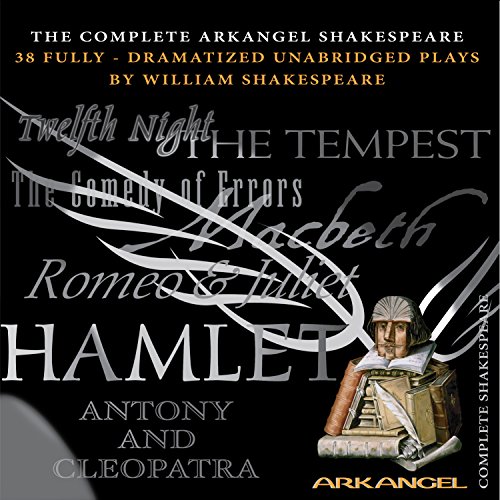 THE COMPLETE ARKANGEL SHAKESPEARE
38 FULLY - DRAMATIZED UNABRIDGED PLAYS
BY WILLIAM SHAKESPEARE
Twelfth Night
THE TEMPEST
The Comedy of Errors
Macbeth
Romeo & Juliet
HAMLET
ANTONY
AND
CLEOPATRA
COMPLETE SHAKESPEARE
ARKANGEL